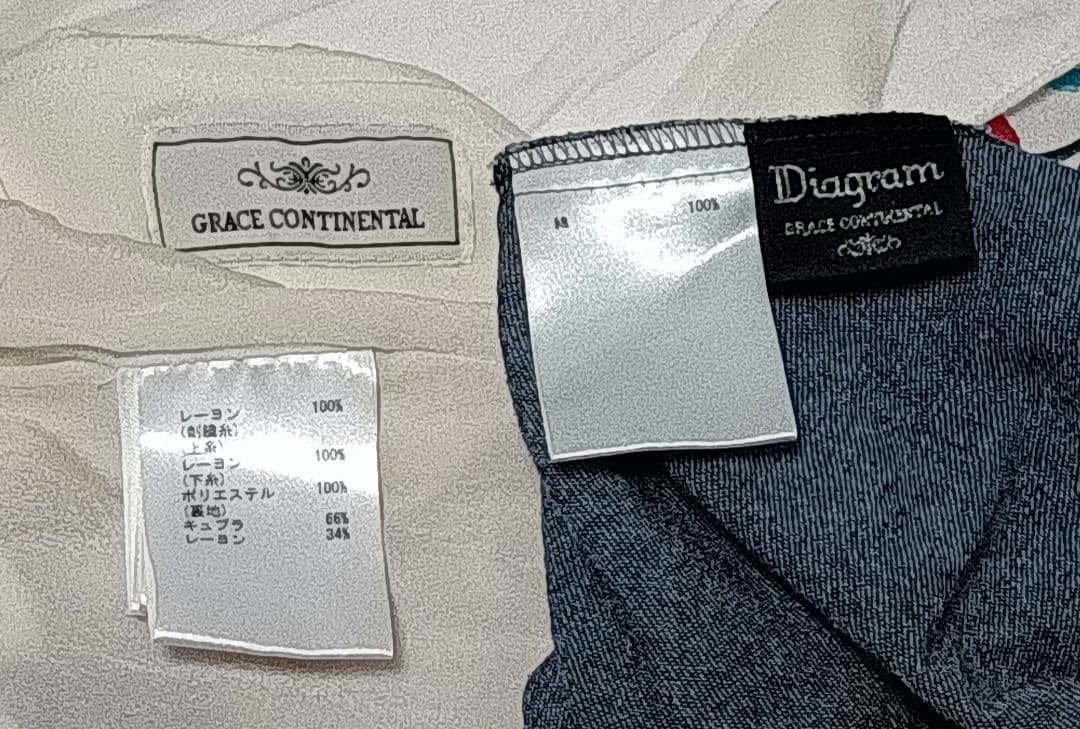 GRACE CONTINENTAL
レーヨン 100%
(刺繍糸)
上糸
レーヨン 100%
(下糸)
ポリエステル 100%
(裏地)
キュプラ 66%
レーヨン 34%
100%
Diagram
GRACE CONTINENTAL